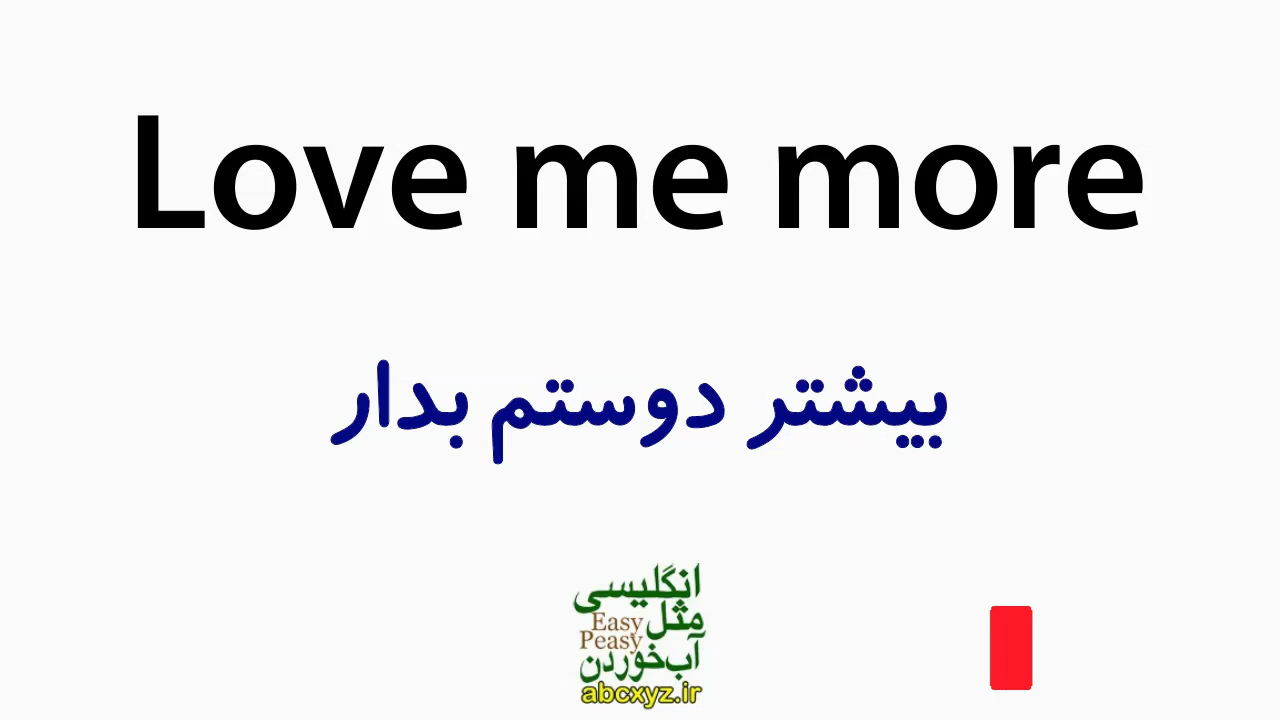 Love me more
بیشتر دوستم بدار
انگلیسی
مثل
Easy
Peasy
آب‌خوردن
abcxyz.ir